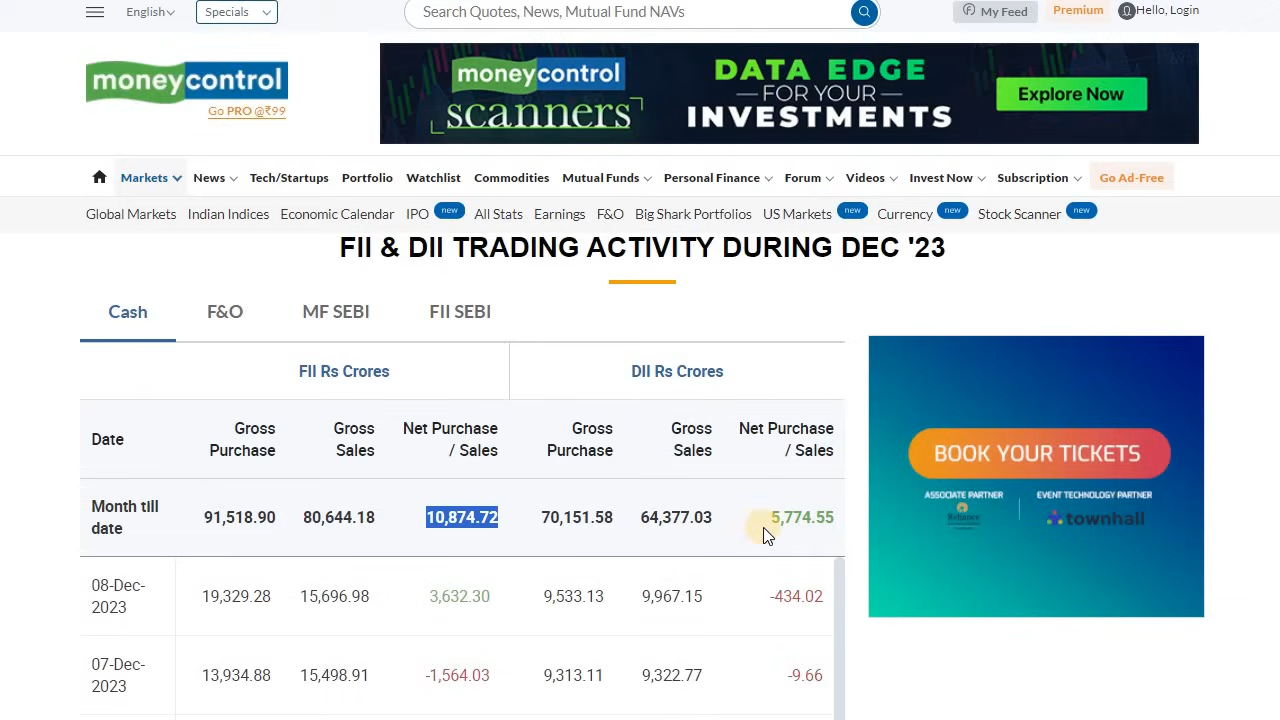 English
Specials
Search Quotes, News, Mutual Fund NAVs
My Feed
Premium
Hello, Login
moneycontrol
Go PRO @₹99
moneycontrol
scanners
DATA EDGE
FOR YOUR
INVESTMENTS
Explore Now
Markets News Tech/Startups Portfolio Watchlist Commodities Mutual Funds Personal Finance Forum Videos Invest Now Subscription Go Ad-Free
Global Markets Indian Indices Economic Calendar IPO new All Stats Earnings F&O Big Shark Portfolios US Markets new Currency new Stock Scanner new
FII & DII TRADING ACTIVITY DURING DEC '23
Cash F&O MF SEBI FII SEBI
FII Rs Crores DII Rs Crores
Date Gross Purchase Gross Sales Net Purchase / Sales Gross Purchase Gross Sales Net Purchase / Sales
Month till date 91,518.90 80,644.18 10,874.72 70,151.58 64,377.03 5,774.55
08-Dec-2023 19,329.28 15,696.98 3,632.30 9,533.13 9,967.15 -434.02
07-Dec-2023 13,934.88 15,498.91 -1,564.03 9,313.11 9,322.77 -9.66
BOOK YOUR TICKETS
ASSOCIATE PARTNER
Reliance
EVENT TECHNOLOGY PARTNER
townhall